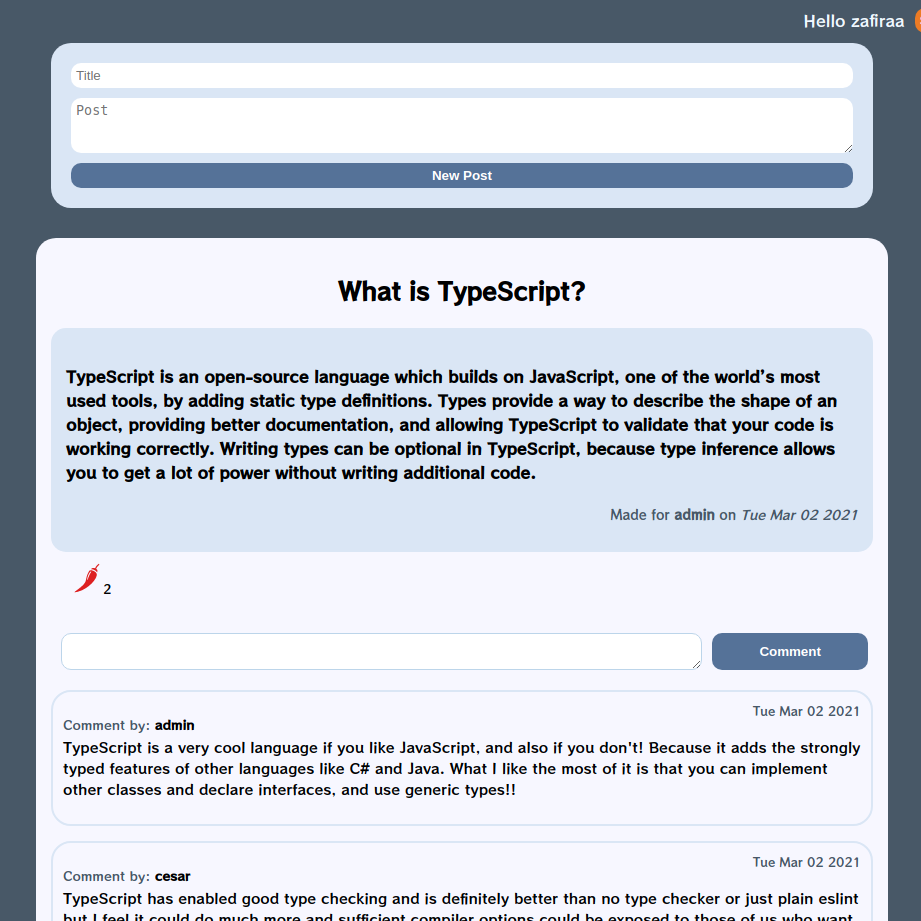 Hello zafiraa
Title
Post
New Post
What is TypeScript?
TypeScript is an open-source language which builds on JavaScript, one of the world’s most
used tools, by adding static type definitions. Types provide a way to describe the shape of an
object, providing better documentation, and allowing TypeScript to validate that your code is
working correctly. Writing types can be optional in TypeScript, because type inference allows
you to get a lot of power without writing additional code.
Made for admin on Tue Mar 02 2021
2
Comment
Tue Mar 02 2021
Comment by: admin
TypeScript is a very cool language if you like JavaScript, and also if you don't! Because it adds the strongly
typed features of other languages like C# and Java. What I like the most of it is that you can implement
other classes and declare interfaces, and use generic types!!
Tue Mar 02 2021
Comment by: cesar
TypeScript has enabled good type checking and is definitely better than no type checker or just plain eslint
but I feel it could do much more and sufficient compiler options could be exposed to those of us who want